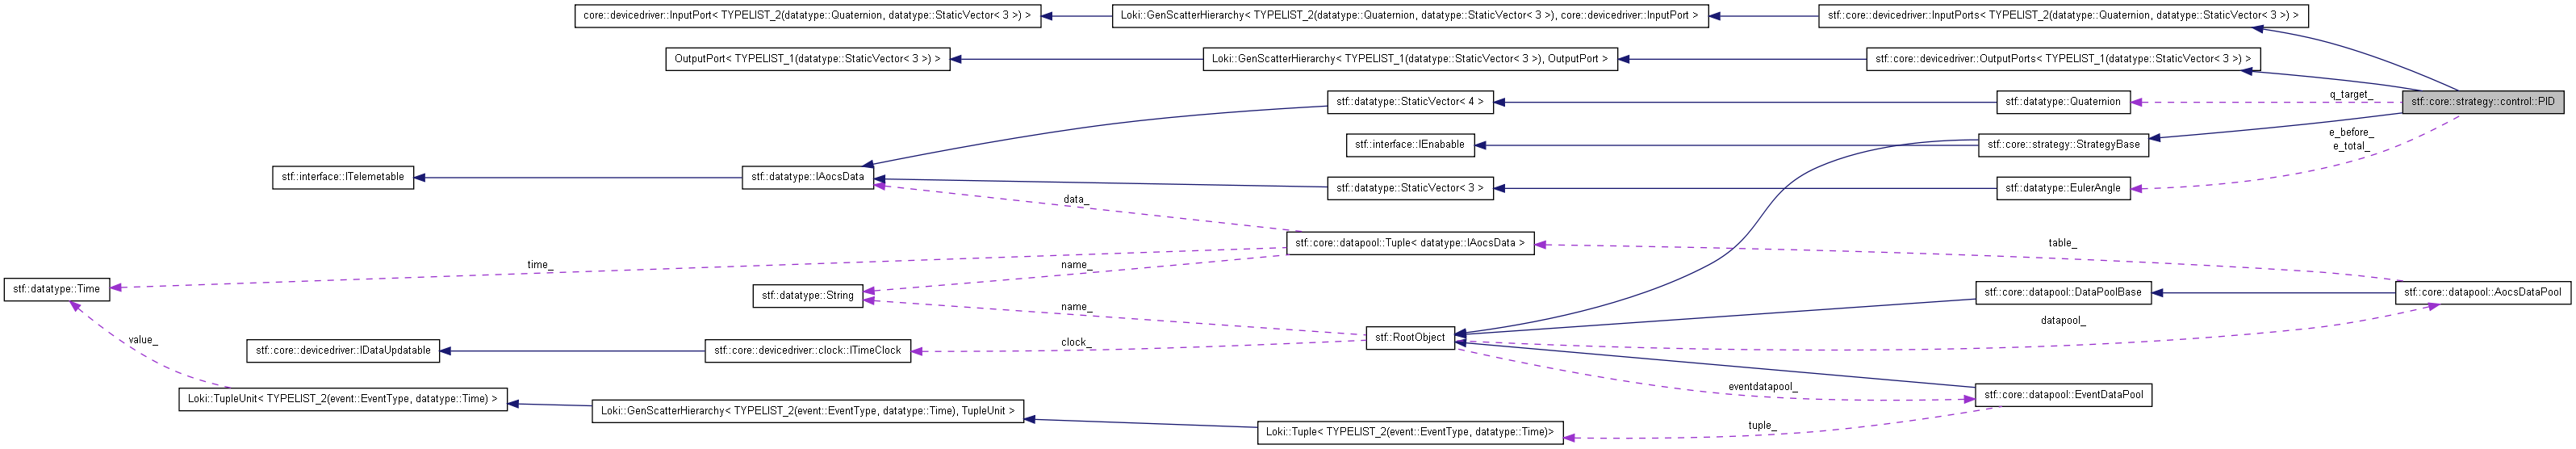 core::devicedriver::InputPort< TYPELIST_2(datatype::Quaternion, datatype::StaticVector< 3 >) >
Loki::GenScatterHierarchy< TYPELIST_2(datatype::Quaternion, datatype::StaticVector< 3 >), core::devicedriver::InputPort >
stf::core::devicedriver::InputPorts< TYPELIST_2(datatype::Quaternion, datatype::StaticVector< 3 >) >
OutputPort< TYPELIST_1(datatype::StaticVector< 3 >) >
Loki::GenScatterHierarchy< TYPELIST_1(datatype::StaticVector< 3 >), OutputPort >
stf::core::devicedriver::OutputPorts< TYPELIST_1(datatype::StaticVector< 3 >) >
stf::datatype::StaticVector< 4 >
stf::datatype::Quaternion
q_target_
stf::core::strategy::control::PID
stf::interface::IEnabable
stf::core::strategy::StrategyBase
e_before_
e_total_
stf::interface::ITelemetable
stf::datatype::IAocsData
stf::datatype::StaticVector< 3 >
stf::datatype::EulerAngle
data_
stf::core::datapool::Tuple< datatype::IAocsData >
table_
time_
name_
stf::datatype::Time
stf::datatype::String
stf::core::datapool::DataPoolBase
stf::core::datapool::AocsDataPool
name_
datapool_
value_
stf::core::devicedriver::IDataUpdatable
stf::core::devicedriver::clock::ITimeClock
clock_
stf::RootObject
eventdatapool_
stf::core::datapool::EventDataPool
Loki::TupleUnit< TYPELIST_2(event::EventType, datatype::Time) >
Loki::GenScatterHierarchy< TYPELIST_2(event::EventType, datatype::Time), TupleUnit >
Loki::Tuple< TYPELIST_2(event::EventType, datatype::Time)>
tuple_